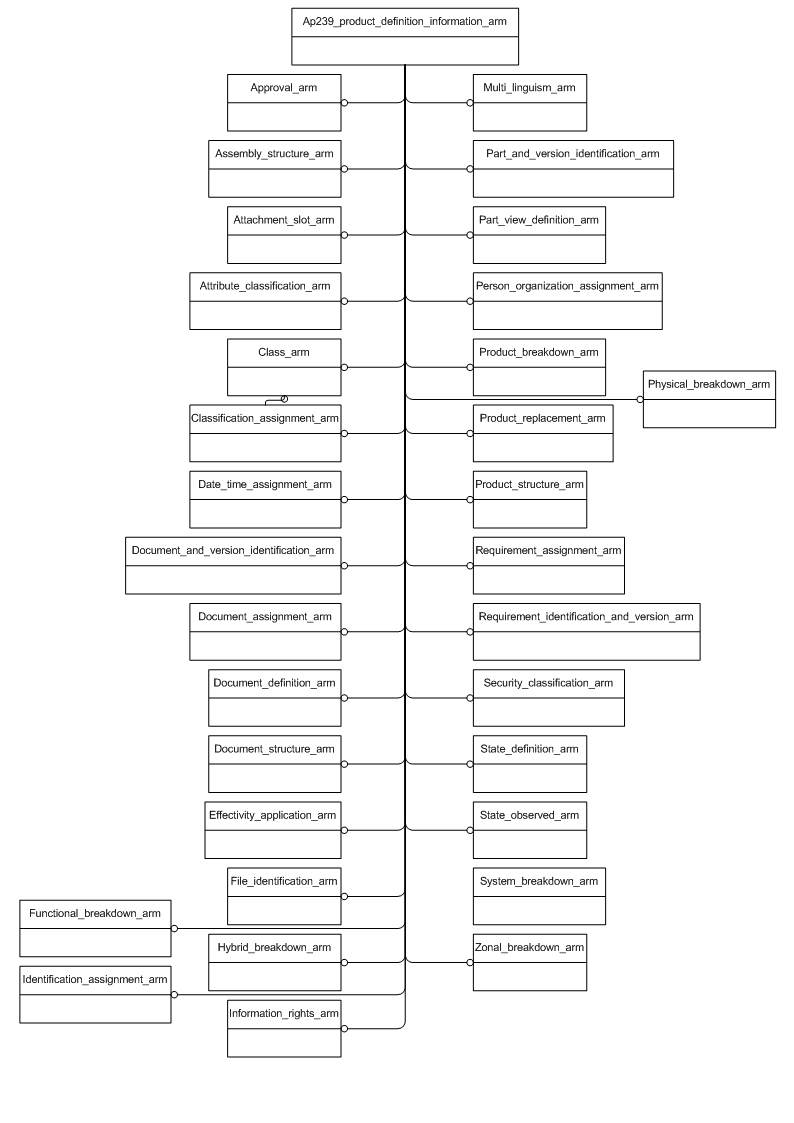 Ap239_product_definition_information_arm
Approval_arm
Multi_linguism_arm
Assembly_structure_arm
Part_and_version_identification_arm
Attachment_slot_arm
Part_view_definition_arm
Attribute_classification_arm
Person_organization_assignment_arm
Class_arm
Product_breakdown_arm
Physical_breakdown_arm
Classification_assignment_arm
Product_replacement_arm
Date_time_assignment_arm
Product_structure_arm
Document_and_version_identification_arm
Requirement_assignment_arm
Document_assignment_arm
Requirement_identification_and_version_arm
Document_definition_arm
Security_classification_arm
Document_structure_arm
State_definition_arm
Effectivity_application_arm
State_observed_arm
File_identification_arm
System_breakdown_arm
Functional_breakdown_arm
Hybrid_breakdown_arm
Zonal_breakdown_arm
Identification_assignment_arm
Information_rights_arm